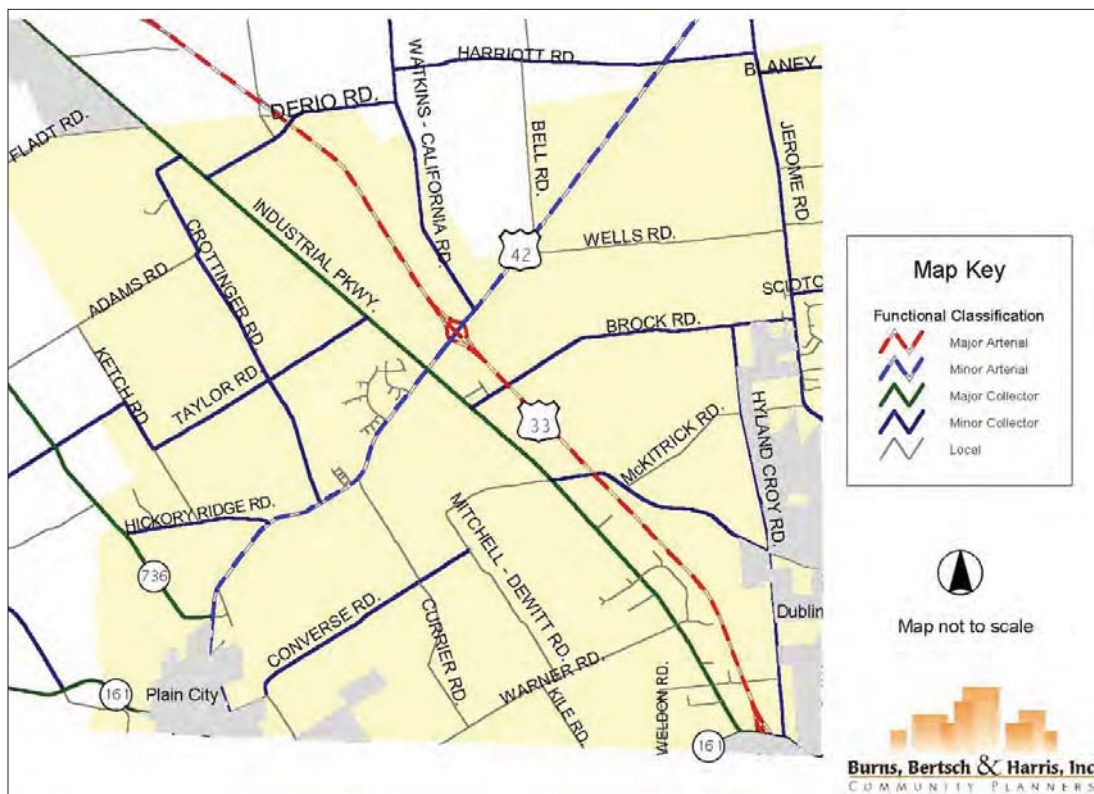 HARRIOTT RD.
BLANEY
WATKINS - CALIFORNIA RD.
DERIO RD.
BELL RD.
FLADT RD.
JEROME RD
INDUSTRIAL PKWY.
42
WELLS RD.
CROTTINGER RD.
ADAMS RD.
SCIOTO
BROCK RD.
KETCH RD.
TAYLOR RD.
33
HYLAND CROY RD.
McKITRICK RD.
HICKORY RIDGE RD.
MITCHELL - DEWITT RD.
736
CONVERSE RD.
CURRIER RD.
Dublin
WARNER RD.
KILE RD.
WELDON RD.
161
Plain City
161
Map Key
Functional Classification
Major Arterial
Minor Arterial
Major Collector
Minor Collector
Local
Map not to scale
Burns, Bertsch & Harris, Inc
COMMUNITY PLANNERS